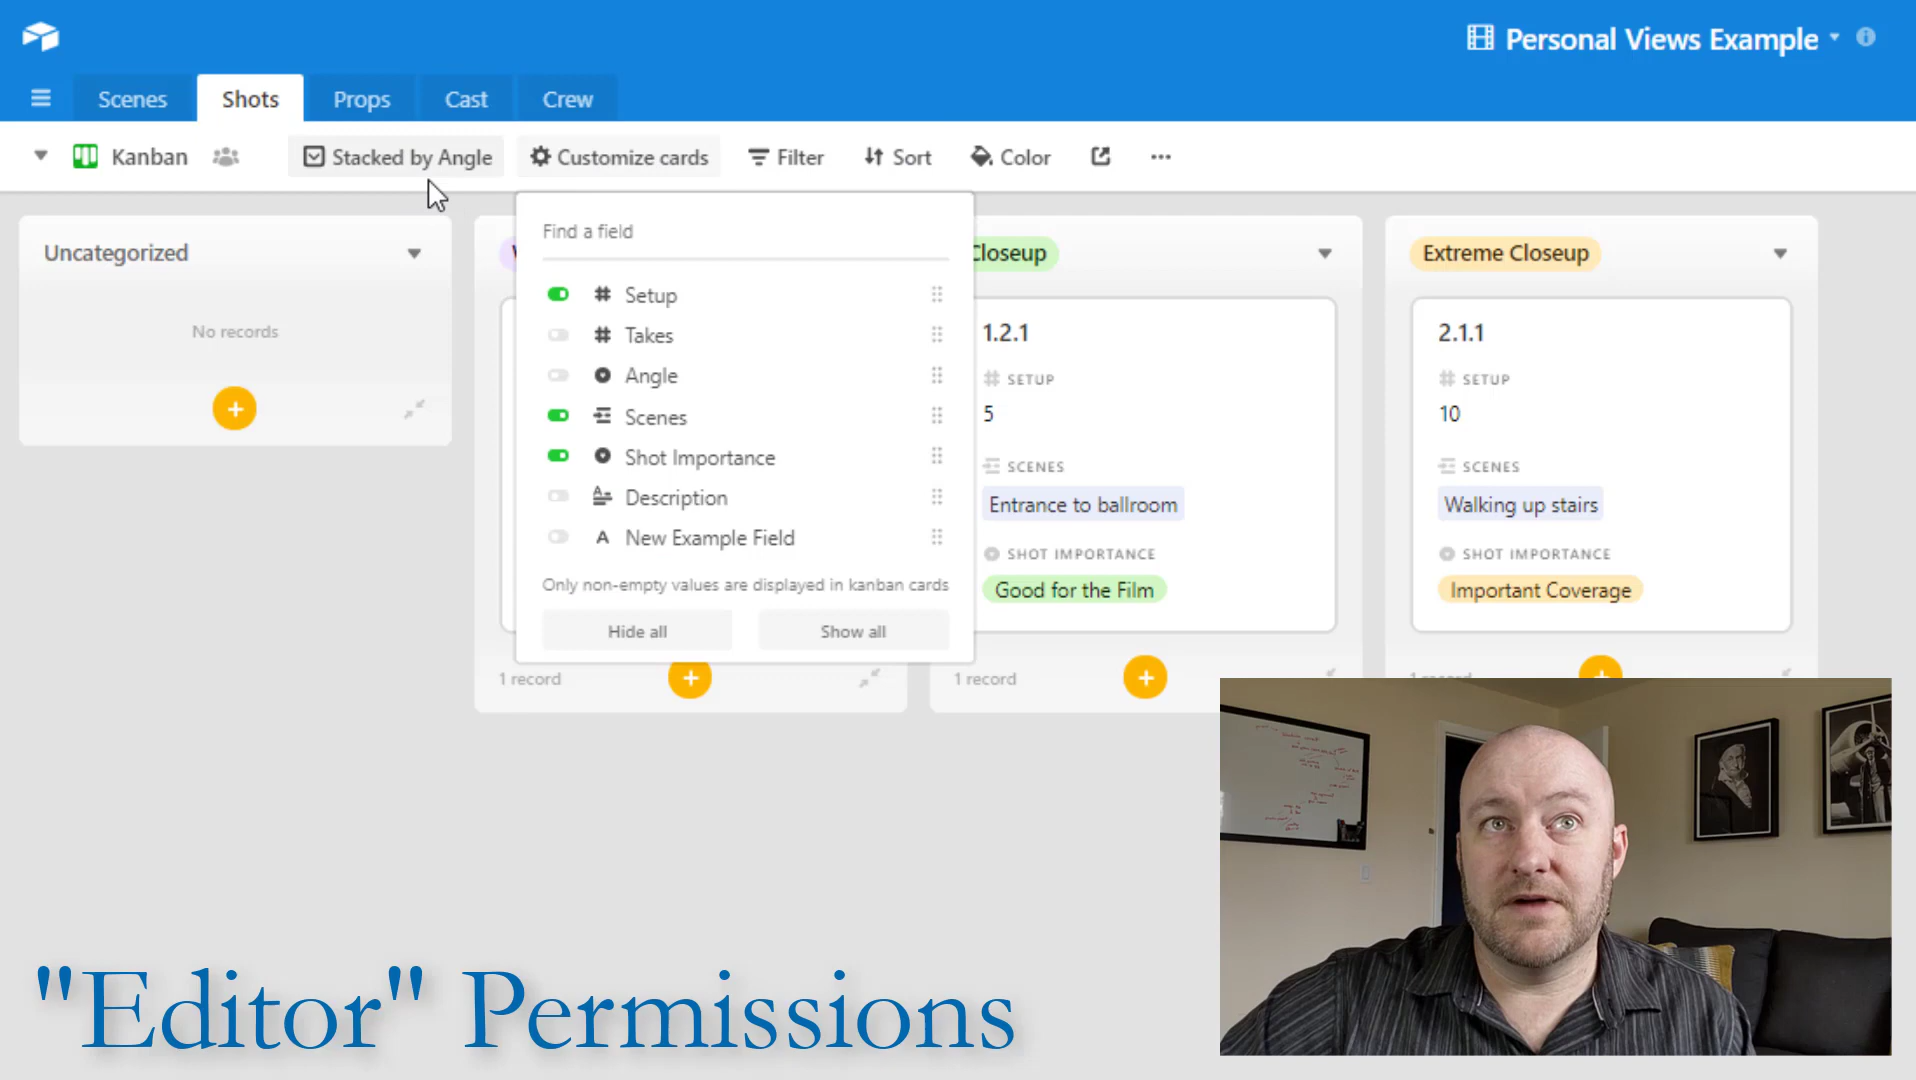 Personal Views Example
Scenes
Shots
Props
Cast
Crew
Kanban
Stacked by Angle
Customize cards
Filter
Sort
Color
Uncategorized
No records
Find a field
Setup
Takes
Angle
Scenes
Shot Importance
Description
New Example Field
Only non-empty values are displayed in kanban cards
Hide all
Show all
1 record
Closeup
1.2.1
SETUP
5
SCENES
Entrance to ballroom
SHOT IMPORTANCE
Good for the Film
1 record
Extreme Closeup
2.1.1
SETUP
10
SCENES
Walking up stairs
SHOT IMPORTANCE
Important Coverage
"Editor" Permissions